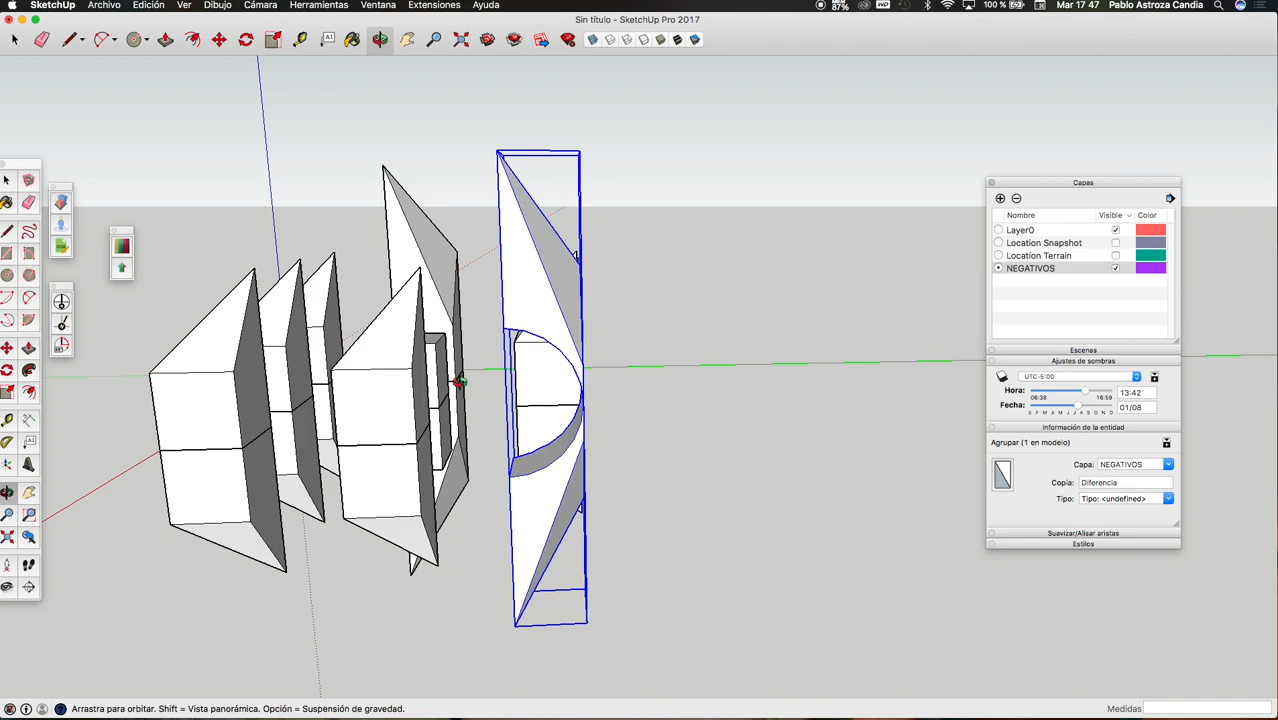 SketchUp Archivo Edición Ver Dibujo Cámara Herramientas Ventana Extensiones Ayuda 87% 100 % Mar 17 47 Pablo Astroza Candia
Sin título - SketchUp Pro 2017
A1
Capas
Nombre Visible Color
Layer0
Location Snapshot
Location Terrain
NEGATIVOS
Escenas
Ajustes de sombras
UTC-5:00
Hora: 06:38 16:59 13:42
Fecha: E F M A M J J A S O N D 01/08
Información de la entidad
Agrupar (1 en modelo)
Capa: NEGATIVOS
Copia: Diferencia
Tipo: Tipo: <undefined>
Suavizar/Alisar aristas
Estilos
Arrastra para orbitar. Shift = Vista panorámica. Opción = Suspensión de gravedad. Medidas